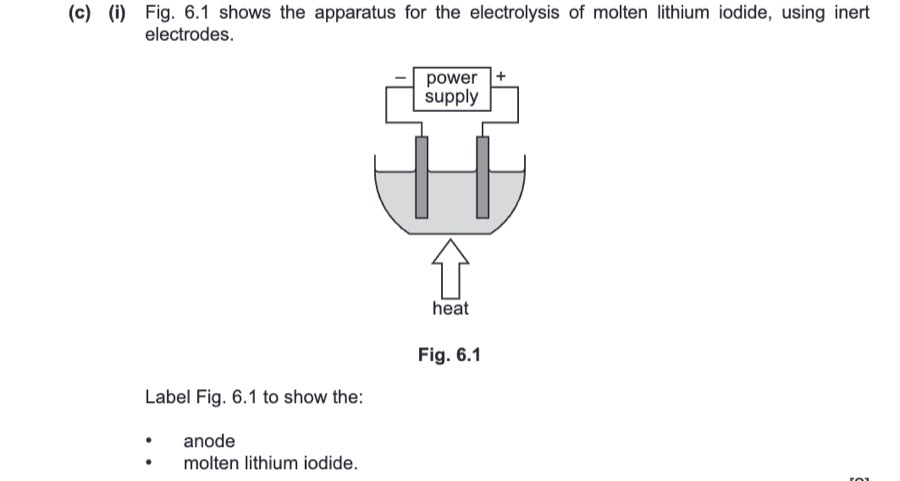 (c) (i) Fig. 6.1 shows the apparatus for the electrolysis of molten lithium iodide, using inert
electrodes.
– power +
supply
heat
Fig. 6.1
Label Fig. 6.1 to show the:
• anode
• molten lithium iodide.